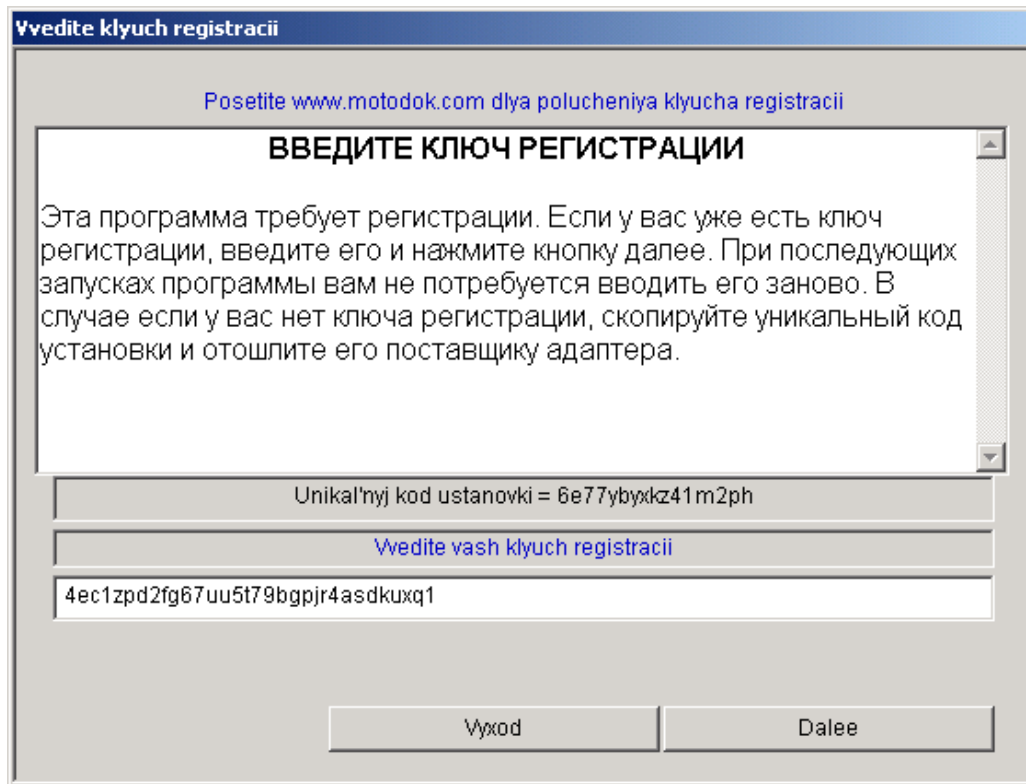 Vvedite klyuch registracii
Posetite www.motodok.com dlya polucheniya klyucha registracii
ВВЕДИТЕ КЛЮЧ РЕГИСТРАЦИИ
Эта программа требует регистрации. Если у вас уже есть ключ
регистрации, введите его и нажмите кнопку далее. При последующих
запусках программы вам не потребуется вводить его заново. В
случае если у вас нет ключа регистрации, скопируйте уникальный код
установки и отошлите его поставщику адаптера.
Unikal'nyj kod ustanovki = 6e77ybyxkz41m2ph
Vvedite vash klyuch registracii
4ec1zpd2fg67uu5t79bgpjr4asdkuxq1
Vyxod
Dalee